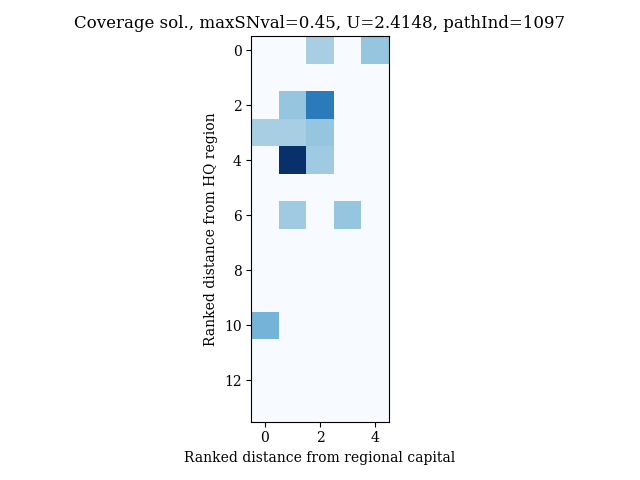 Coverage sol., maxSNval=0.45, U=2.4148, pathInd=1097
Ranked distance from HQ region
0
2
4
6
8
10
12
0 2 4
Ranked distance from regional capital